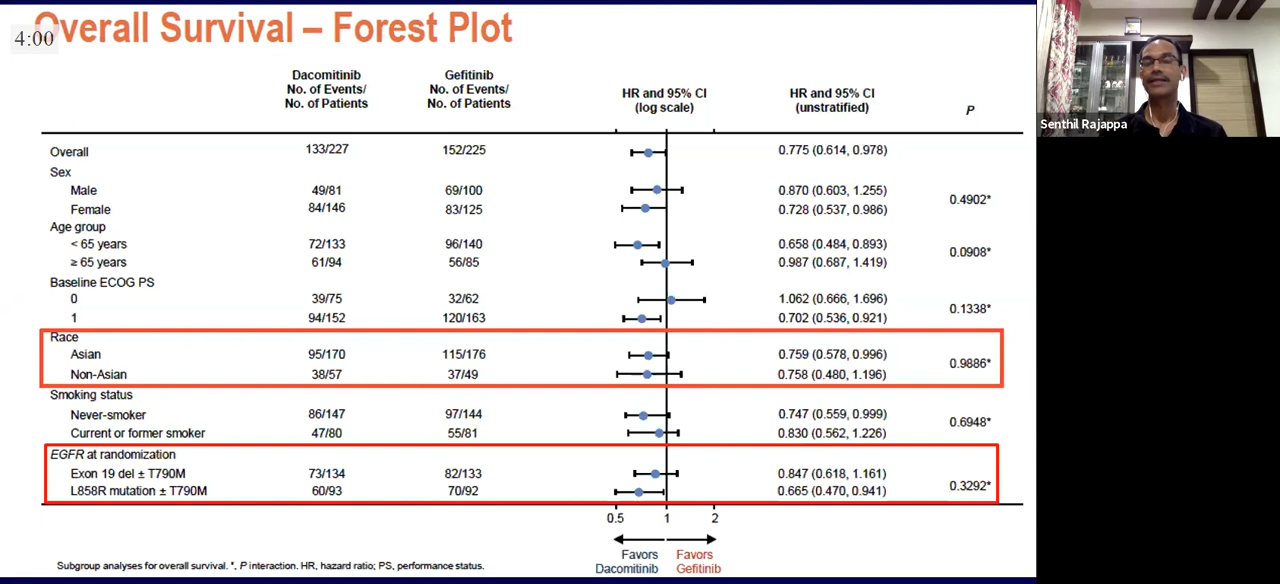 Overall Survival – Forest Plot
4:00
Dacomitinib
No. of Events/
No. of Patients
Gefitinib
No. of Events/
No. of Patients
HR and 95% CI
(log scale)
HR and 95% CI
(unstratified)
P
Overall 133/227 152/225 0.775 (0.614, 0.978)
Sex
Male 49/81 69/100 0.870 (0.603, 1.255)
0.4902*
Female 84/146 83/125 0.728 (0.537, 0.986)
Age group
< 65 years 72/133 96/140 0.658 (0.484, 0.893)
0.0908*
≥ 65 years 61/94 56/85 0.987 (0.687, 1.419)
Baseline ECOG PS
0 39/75 32/62 1.062 (0.666, 1.696)
0.1338*
1 94/152 120/163 0.702 (0.536, 0.921)
Race
Asian 95/170 115/176 0.759 (0.578, 0.996)
0.9886*
Non-Asian 38/57 37/49 0.758 (0.480, 1.196)
Smoking status
Never-smoker 86/147 97/144 0.747 (0.559, 0.999)
0.6948*
Current or former smoker 47/80 55/81 0.830 (0.562, 1.226)
EGFR at randomization
Exon 19 del ± T790M 73/134 82/133 0.847 (0.618, 1.161)
0.3292*
L858R mutation ± T790M 60/93 70/92 0.665 (0.470, 0.941)
0.5 1 2
Favors
Dacomitinib
Favors
Gefitinib
Subgroup analyses for overall survival. *, P interaction. HR, hazard ratio; PS, performance status.
Senthil Rajappa